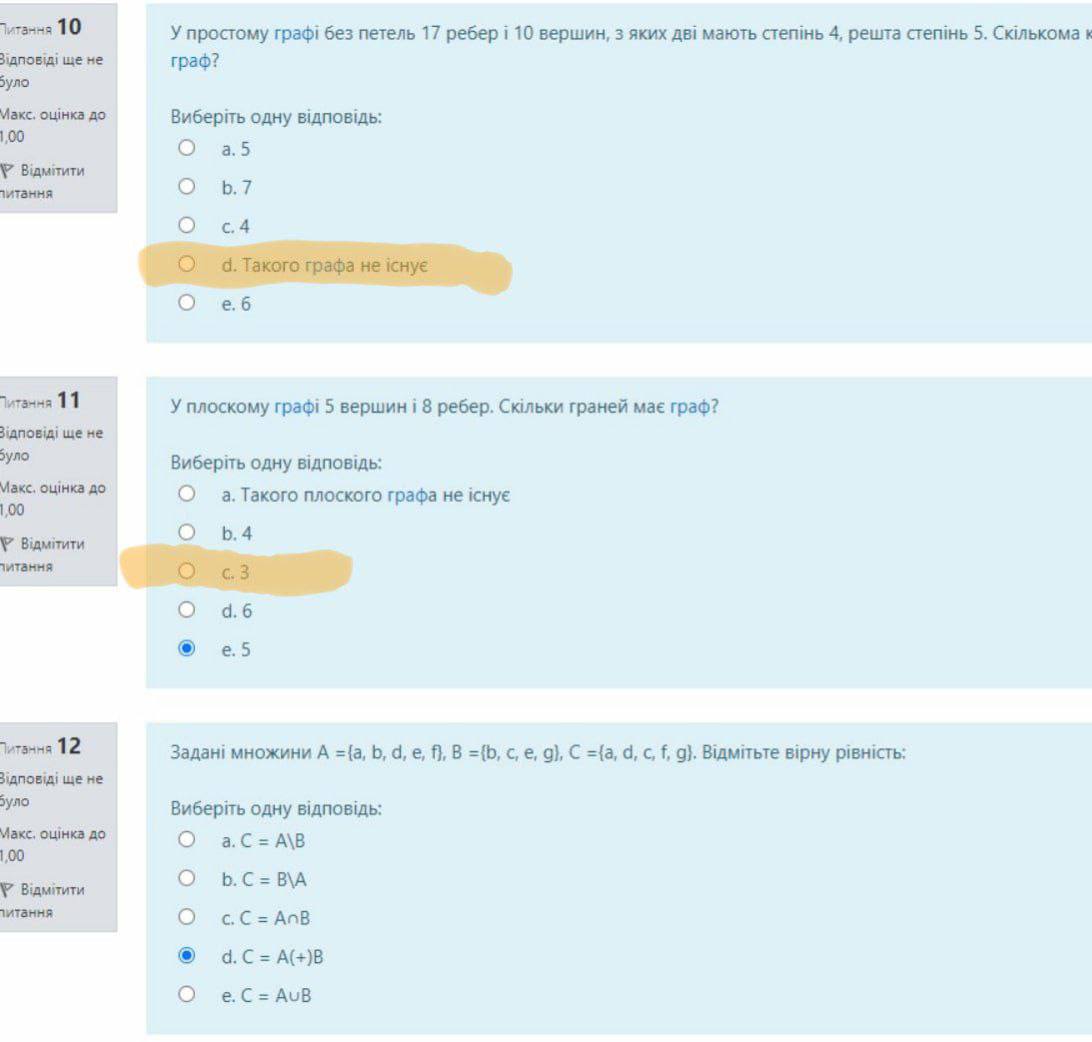 Питання 10
Відповіді ще не
було
Макс. оцінка до
1,00
Відмітити
питання
У простому графі без петель 17 ребер і 10 вершин, з яких дві мають степінь 4, решта степінь 5. Скількома
граф?
Виберіть одну відповідь:
a. 5
b. 7
c. 4
d. Такого графа не існує
e. 6
Питання 11
Відповіді ще не
було
Макс. оцінка до
1,00
Відмітити
питання
У плоскому графі 5 вершин і 8 ребер. Скільки граней має граф?
Виберіть одну відповідь:
a. Такого плоского графа не існує
b. 4
c. 3
d. 6
e. 5
Питання 12
Відповіді ще не
було
Макс. оцінка до
1,00
Відмітити
питання
Задані множини A ={a, b, d, e, f}, B ={b, c, e, g}, C ={a, d, c, f, g}. Відмітьте вірну рівність:
Виберіть одну відповідь:
a. C = A\B
b. C = B\A
c. C = A∩B
d. C = A(+)B
e. C = A∪B